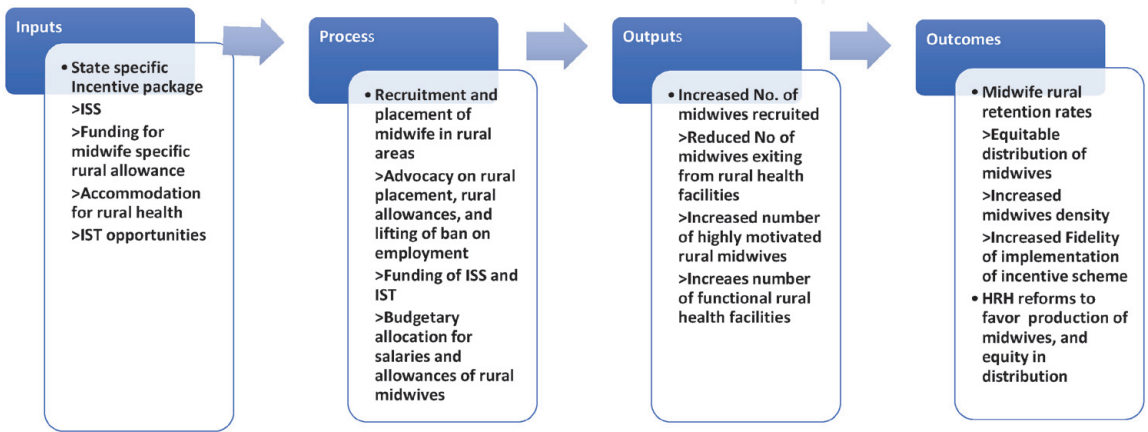 Inputs
• State specific
Incentive package
>ISS
>Funding for
midwife specific
rural allowance
>Accommodation
for rural health
>IST opportunities
Process
• Recruitment and
placement of
midwife in rural
areas
>Advocacy on rural
placement, rural
allowances, and
lifting of ban on
employment
>Funding of ISS and
IST
>Budgetary
allocation for
salaries and
allowances of rural
midwives
Outputs
• Increased No. of
midwives recruited
>Reduced No of
midwives exiting
from rural health
facilities
>Increased number
of highly motivated
rural midwives
>Increaes number
of functional rural
health facilities
Outcomes
• Midwife rural
retention rates
>Equitable
distribution of
midwives
>Increased
midwives density
>Increased Fidelity
of implementation
of incentive scheme
• HRH reforms to
favor production of
midwives, and
equity in
distribution